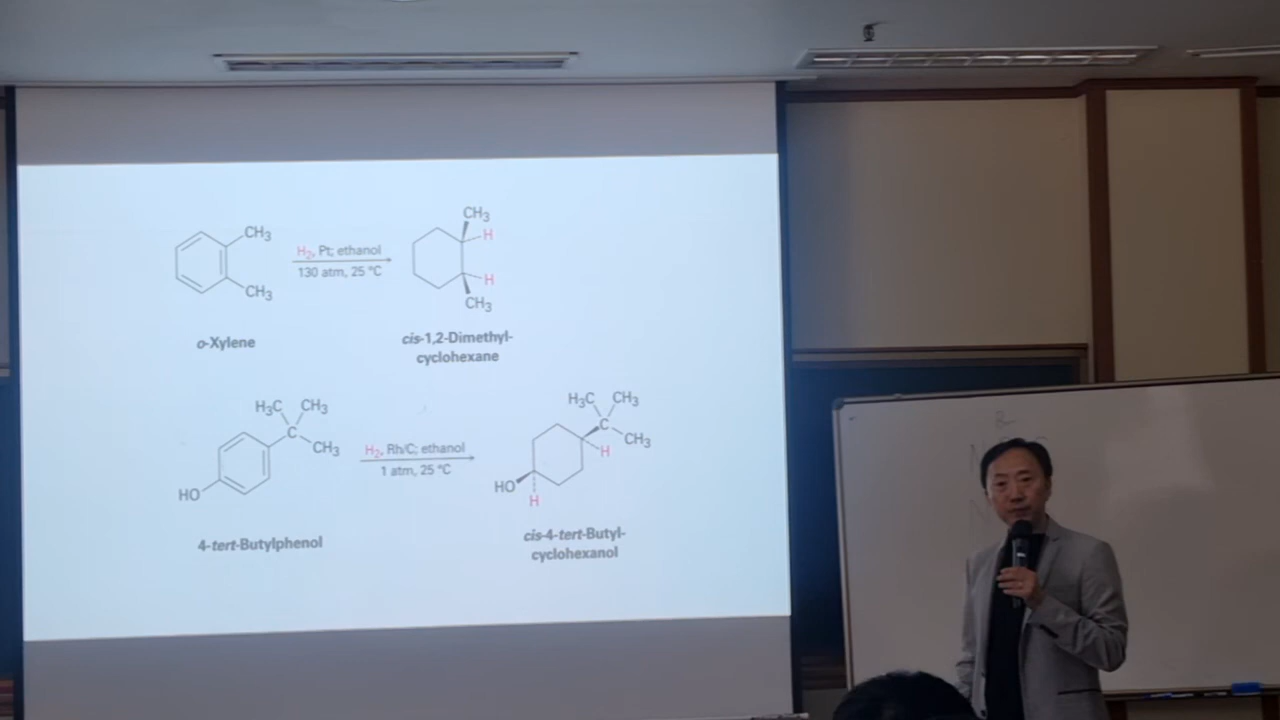 CH₃
CH₃
H₂, Pt; ethanol
130 atm, 25 °C
CH₃
H
H
CH₃
o-Xylene
cis-1,2-Dimethyl-
cyclohexane
H₃C CH₃
C
CH₃
HO
H₂, Rh/C; ethanol
1 atm, 25 °C
H₃C CH₃
C
CH₃
H
HO
H
4-tert-Butylphenol
cis-4-tert-Butyl-
cyclohexanol